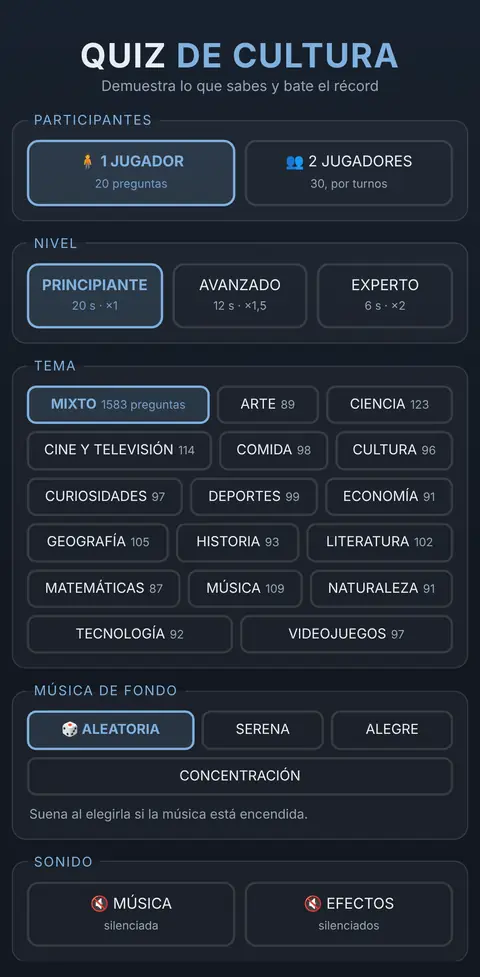 QUIZ DE CULTURA
Demuestra lo que sabes y bate el récord
PARTICIPANTES
🧍 1 JUGADOR
20 preguntas
👥 2 JUGADORES
30, por turnos
NIVEL
PRINCIPIANTE
20 s · ×1
AVANZADO
12 s · ×1,5
EXPERTO
6 s · ×2
TEMA
MIXTO 1583 preguntas
ARTE 89
CIENCIA 123
CINE Y TELEVISIÓN 114
COMIDA 98
CULTURA 96
CURIOSIDADES 97
DEPORTES 99
ECONOMÍA 91
GEOGRAFÍA 105
HISTORIA 93
LITERATURA 102
MATEMÁTICAS 87
MÚSICA 109
NATURALEZA 91
TECNOLOGÍA 92
VIDEOJUEGOS 97
MÚSICA DE FONDO
🎲 ALEATORIA
SERENA
ALEGRE
CONCENTRACIÓN
Suena al elegirla si la música está encendida.
SONIDO
🔇 MÚSICA
silenciada
🔇 EFECTOS
silenciados